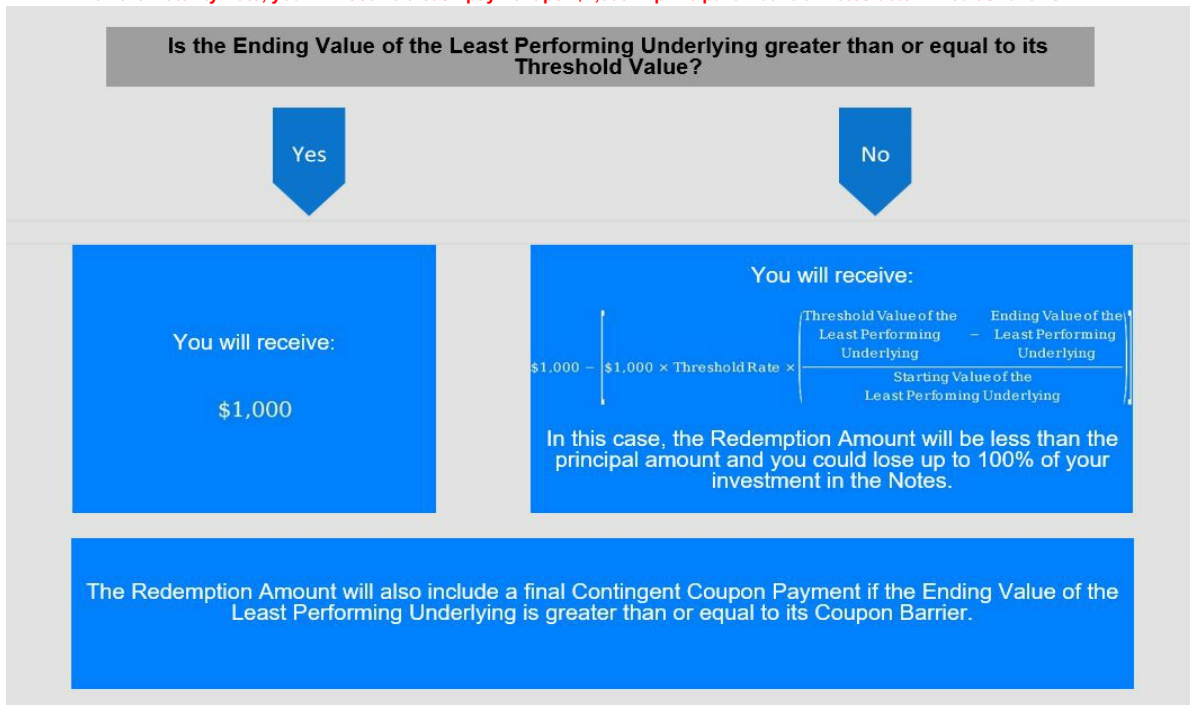 Is the Ending Value of the Least Performing Underlying greater than or equal to its
Threshold Value?
Yes
No
You will receive:
$1,000
You will receive:
$1,000 − [$1,000 × Threshold Rate × (
Threshold Value of the
Least Performing
Underlying
−
Ending Value of the
Least Performing
Underlying
Starting Value of the
Least Perfoming Underlying
)]
In this case, the Redemption Amount will be less than the
principal amount and you could lose up to 100% of your
investment in the Notes.
The Redemption Amount will also include a final Contingent Coupon Payment if the Ending Value of the
Least Performing Underlying is greater than or equal to its Coupon Barrier.